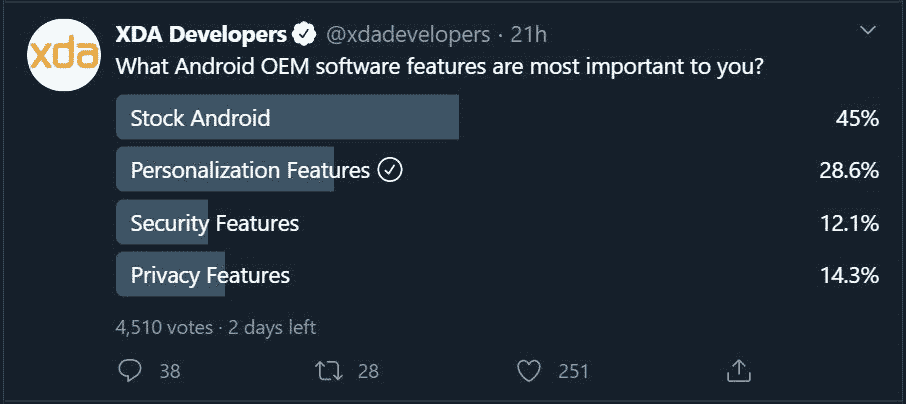 xda
XDA Developers @xdadevelopers · 21h
What Android OEM software features are most important to you?
Stock Android 45%
Personalization Features 28.6%
Security Features 12.1%
Privacy Features 14.3%
4,510 votes · 2 days left
38 28 251